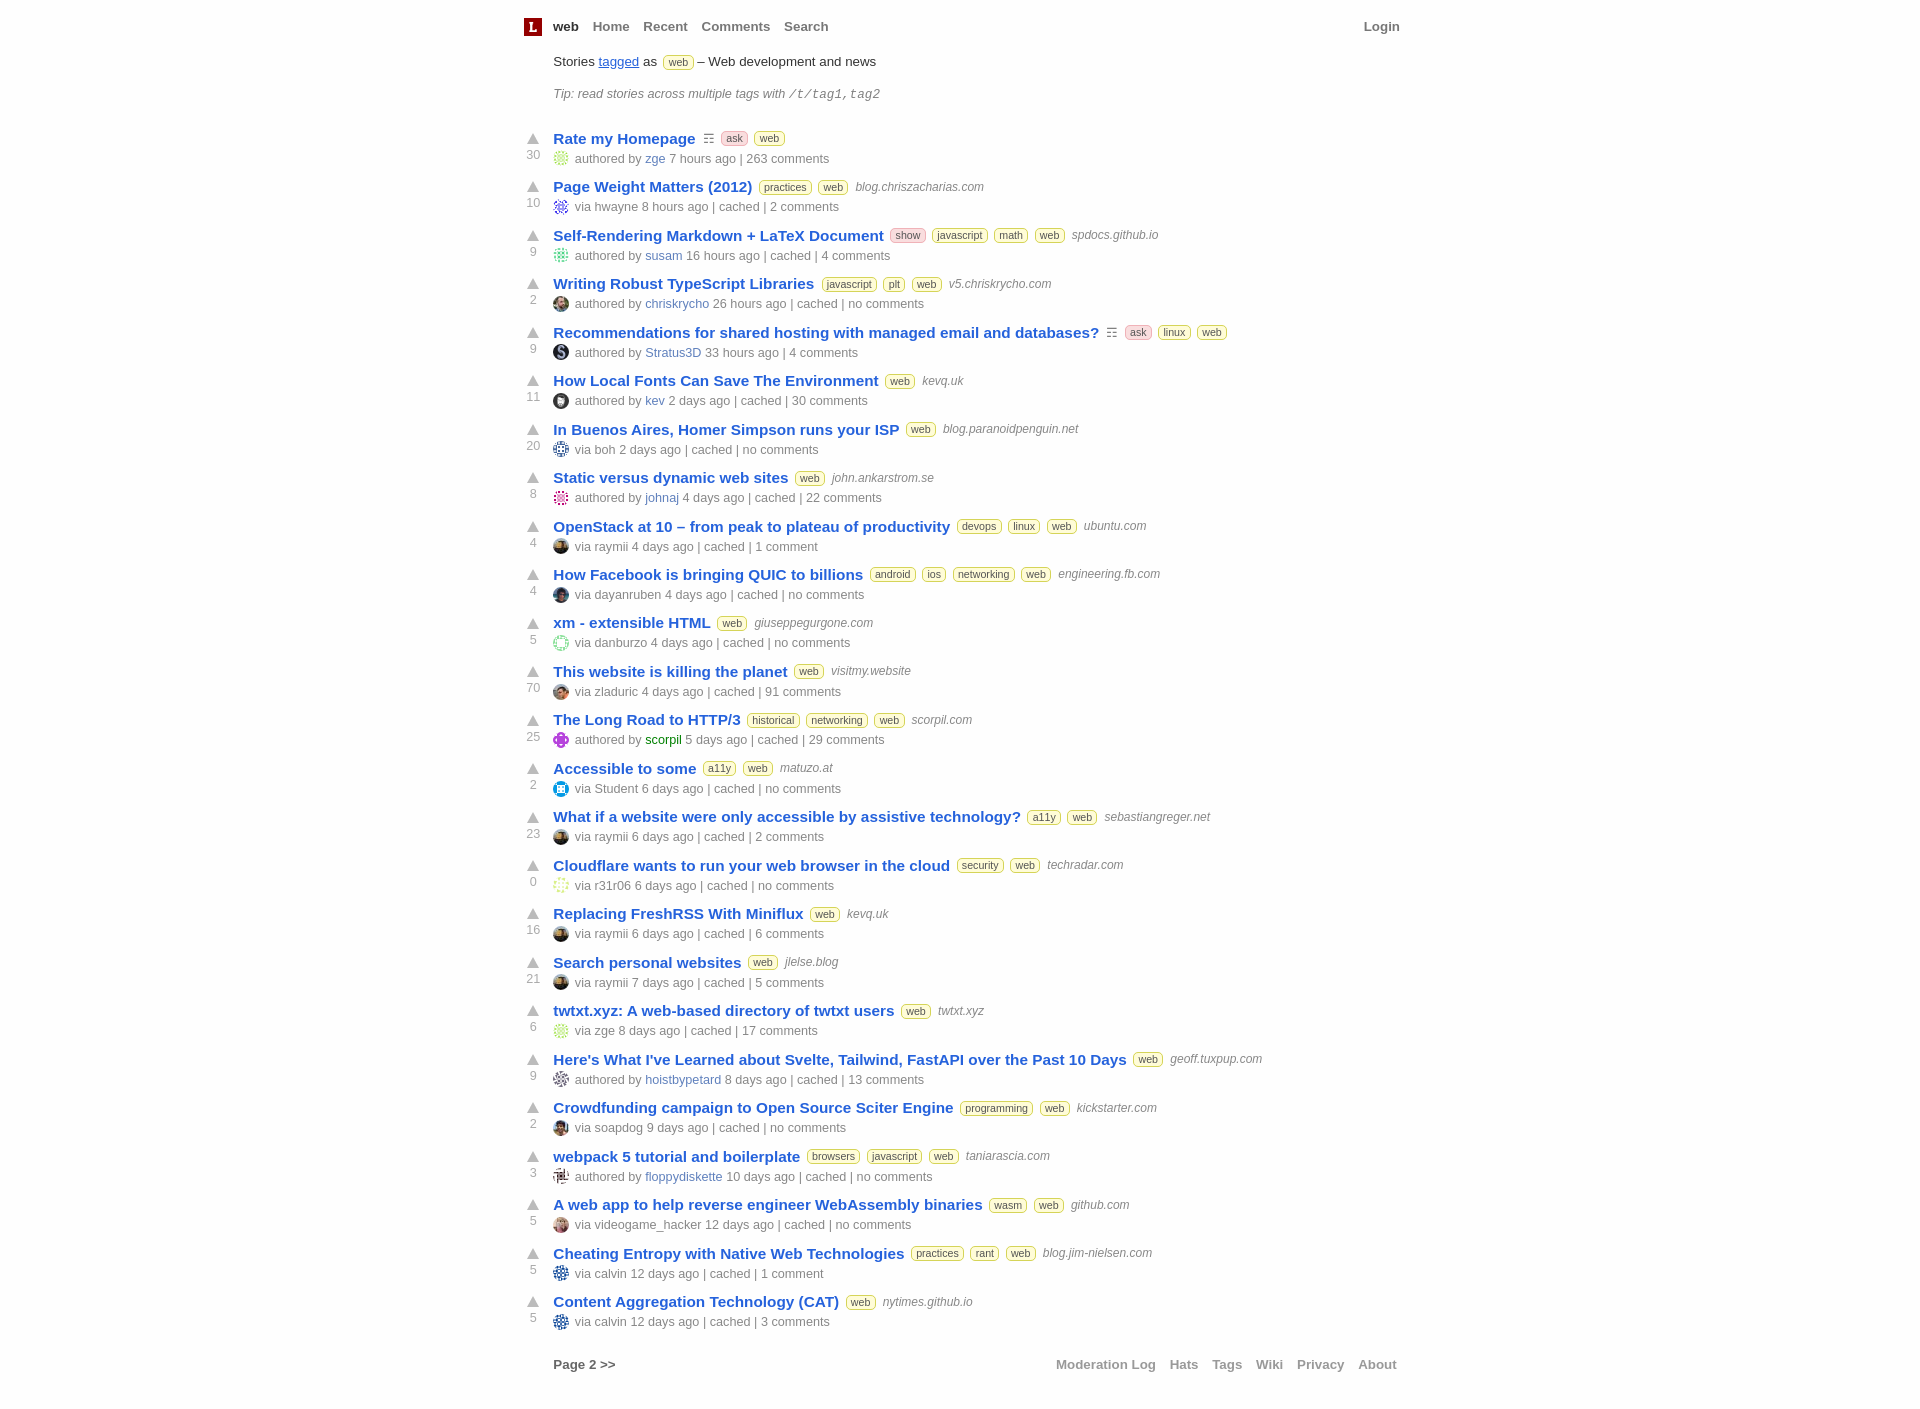 L web Home Recent Comments Search Login
Stories tagged as web – Web development and news
Tip: read stories across multiple tags with /t/tag1,tag2
Rate my Homepage ☶ ask web
30 authored by zge 7 hours ago | 263 comments
Page Weight Matters (2012) practices web blog.chriszacharias.com
10 via hwayne 8 hours ago | cached | 2 comments
Self-Rendering Markdown + LaTeX Document show javascript math web spdocs.github.io
9 authored by susam 16 hours ago | cached | 4 comments
Writing Robust TypeScript Libraries javascript plt web v5.chriskrycho.com
2 authored by chriskrycho 26 hours ago | cached | no comments
Recommendations for shared hosting with managed email and databases? ☶ ask linux web
9 authored by Stratus3D 33 hours ago | 4 comments
How Local Fonts Can Save The Environment web kevq.uk
11 authored by kev 2 days ago | cached | 30 comments
In Buenos Aires, Homer Simpson runs your ISP web blog.paranoidpenguin.net
20 via boh 2 days ago | cached | no comments
Static versus dynamic web sites web john.ankarstrom.se
8 authored by johnaj 4 days ago | cached | 22 comments
OpenStack at 10 – from peak to plateau of productivity devops linux web ubuntu.com
4 via raymii 4 days ago | cached | 1 comment
How Facebook is bringing QUIC to billions android ios networking web engineering.fb.com
4 via dayanruben 4 days ago | cached | no comments
xm - extensible HTML web giuseppegurgone.com
5 via danburzo 4 days ago | cached | no comments
This website is killing the planet web visitmy.website
70 via zladuric 4 days ago | cached | 91 comments
The Long Road to HTTP/3 historical networking web scorpil.com
25 authored by scorpil 5 days ago | cached | 29 comments
Accessible to some a11y web matuzo.at
2 via Student 6 days ago | cached | no comments
What if a website were only accessible by assistive technology? a11y web sebastiangreger.net
23 via raymii 6 days ago | cached | 2 comments
Cloudflare wants to run your web browser in the cloud security web techradar.com
0 via r31r06 6 days ago | cached | no comments
Replacing FreshRSS With Miniflux web kevq.uk
16 via raymii 6 days ago | cached | 6 comments
Search personal websites web jlelse.blog
21 via raymii 7 days ago | cached | 5 comments
twtxt.xyz: A web-based directory of twtxt users web twtxt.xyz
6 via zge 8 days ago | cached | 17 comments
Here's What I've Learned about Svelte, Tailwind, FastAPI over the Past 10 Days web geoff.tuxpup.com
9 authored by hoistbypetard 8 days ago | cached | 13 comments
Crowdfunding campaign to Open Source Sciter Engine programming web kickstarter.com
2 via soapdog 9 days ago | cached | no comments
webpack 5 tutorial and boilerplate browsers javascript web taniarascia.com
3 authored by floppydiskette 10 days ago | cached | no comments
A web app to help reverse engineer WebAssembly binaries wasm web github.com
5 via videogame_hacker 12 days ago | cached | no comments
Cheating Entropy with Native Web Technologies practices rant web blog.jim-nielsen.com
5 via calvin 12 days ago | cached | 1 comment
Content Aggregation Technology (CAT) web nytimes.github.io
5 via calvin 12 days ago | cached | 3 comments
Page 2 >> Moderation Log Hats Tags Wiki Privacy About